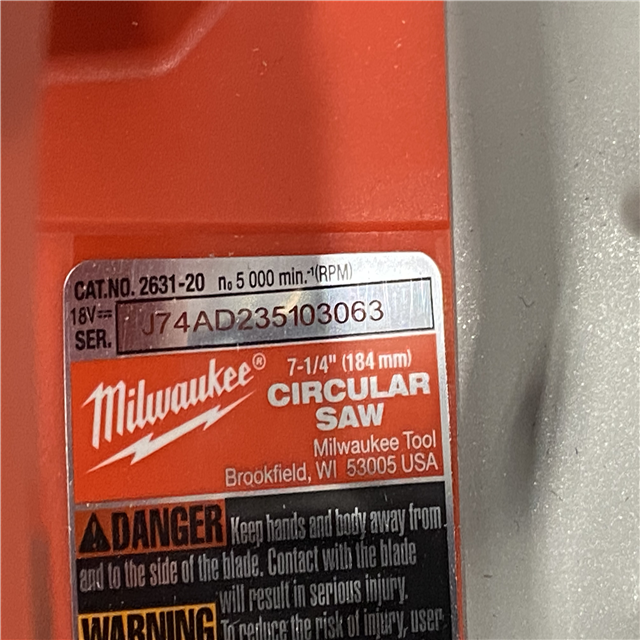 CAT.NO. 2631-20 n₀ 5 000 min.⁻¹(RPM)
18V⎓
SER. J74AD235103063
Milwaukee®
7-1/4" (184 mm)
CIRCULAR
SAW
Milwaukee Tool
Brookfield, WI 53005 USA
⚠DANGER Keep hands and body away from
and to the side of the blade. Contact with the blade
will result in serious injury.
WARNING To reduce the risk of injury, user